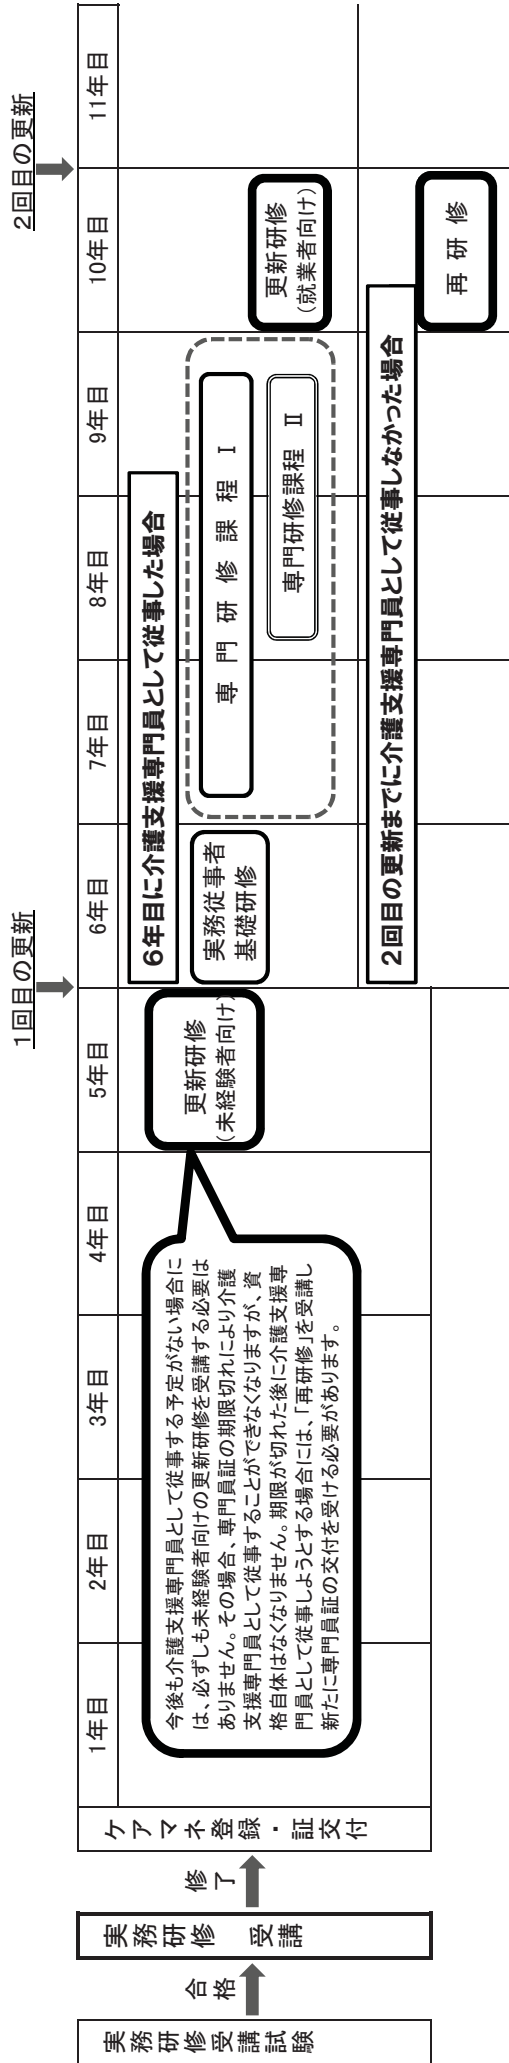 実務研修受講試験
合格
実務研修 受講
修了
ケアマネ登録・証交付
1回目の更新
2回目の更新
1年目
2年目
3年目
4年目
5年目
6年目
7年目
8年目
9年目
10年目
11年目
今後も介護支援専門員として従事する予定がない場合に
は、必ずしも未経験者向けの更新研修を受講する必要は
ありません。その場合、専門員証の期限切れにより介護
支援専門員として従事することができなくなりますが、資
格自体はなくなりません。期限が切れた後に介護支援専
門員として従事しようとする場合には、「再研修」を受講し
新たに専門員証の交付を受ける必要があります。
更新研修
(未経験者向け)
6年目に介護支援専門員として従事した場合
実務従事者
基礎研修
専門研修課程 Ⅰ
専門研修課程 Ⅱ
更新研修
(就業者向け)
2回目の更新までに介護支援専門員として従事しなかった場合
再研修